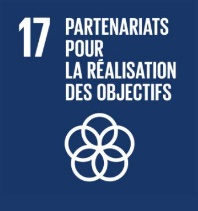 17 PARTENARIATS
POUR
LA RÉALISATION
DES OBJECTIFS